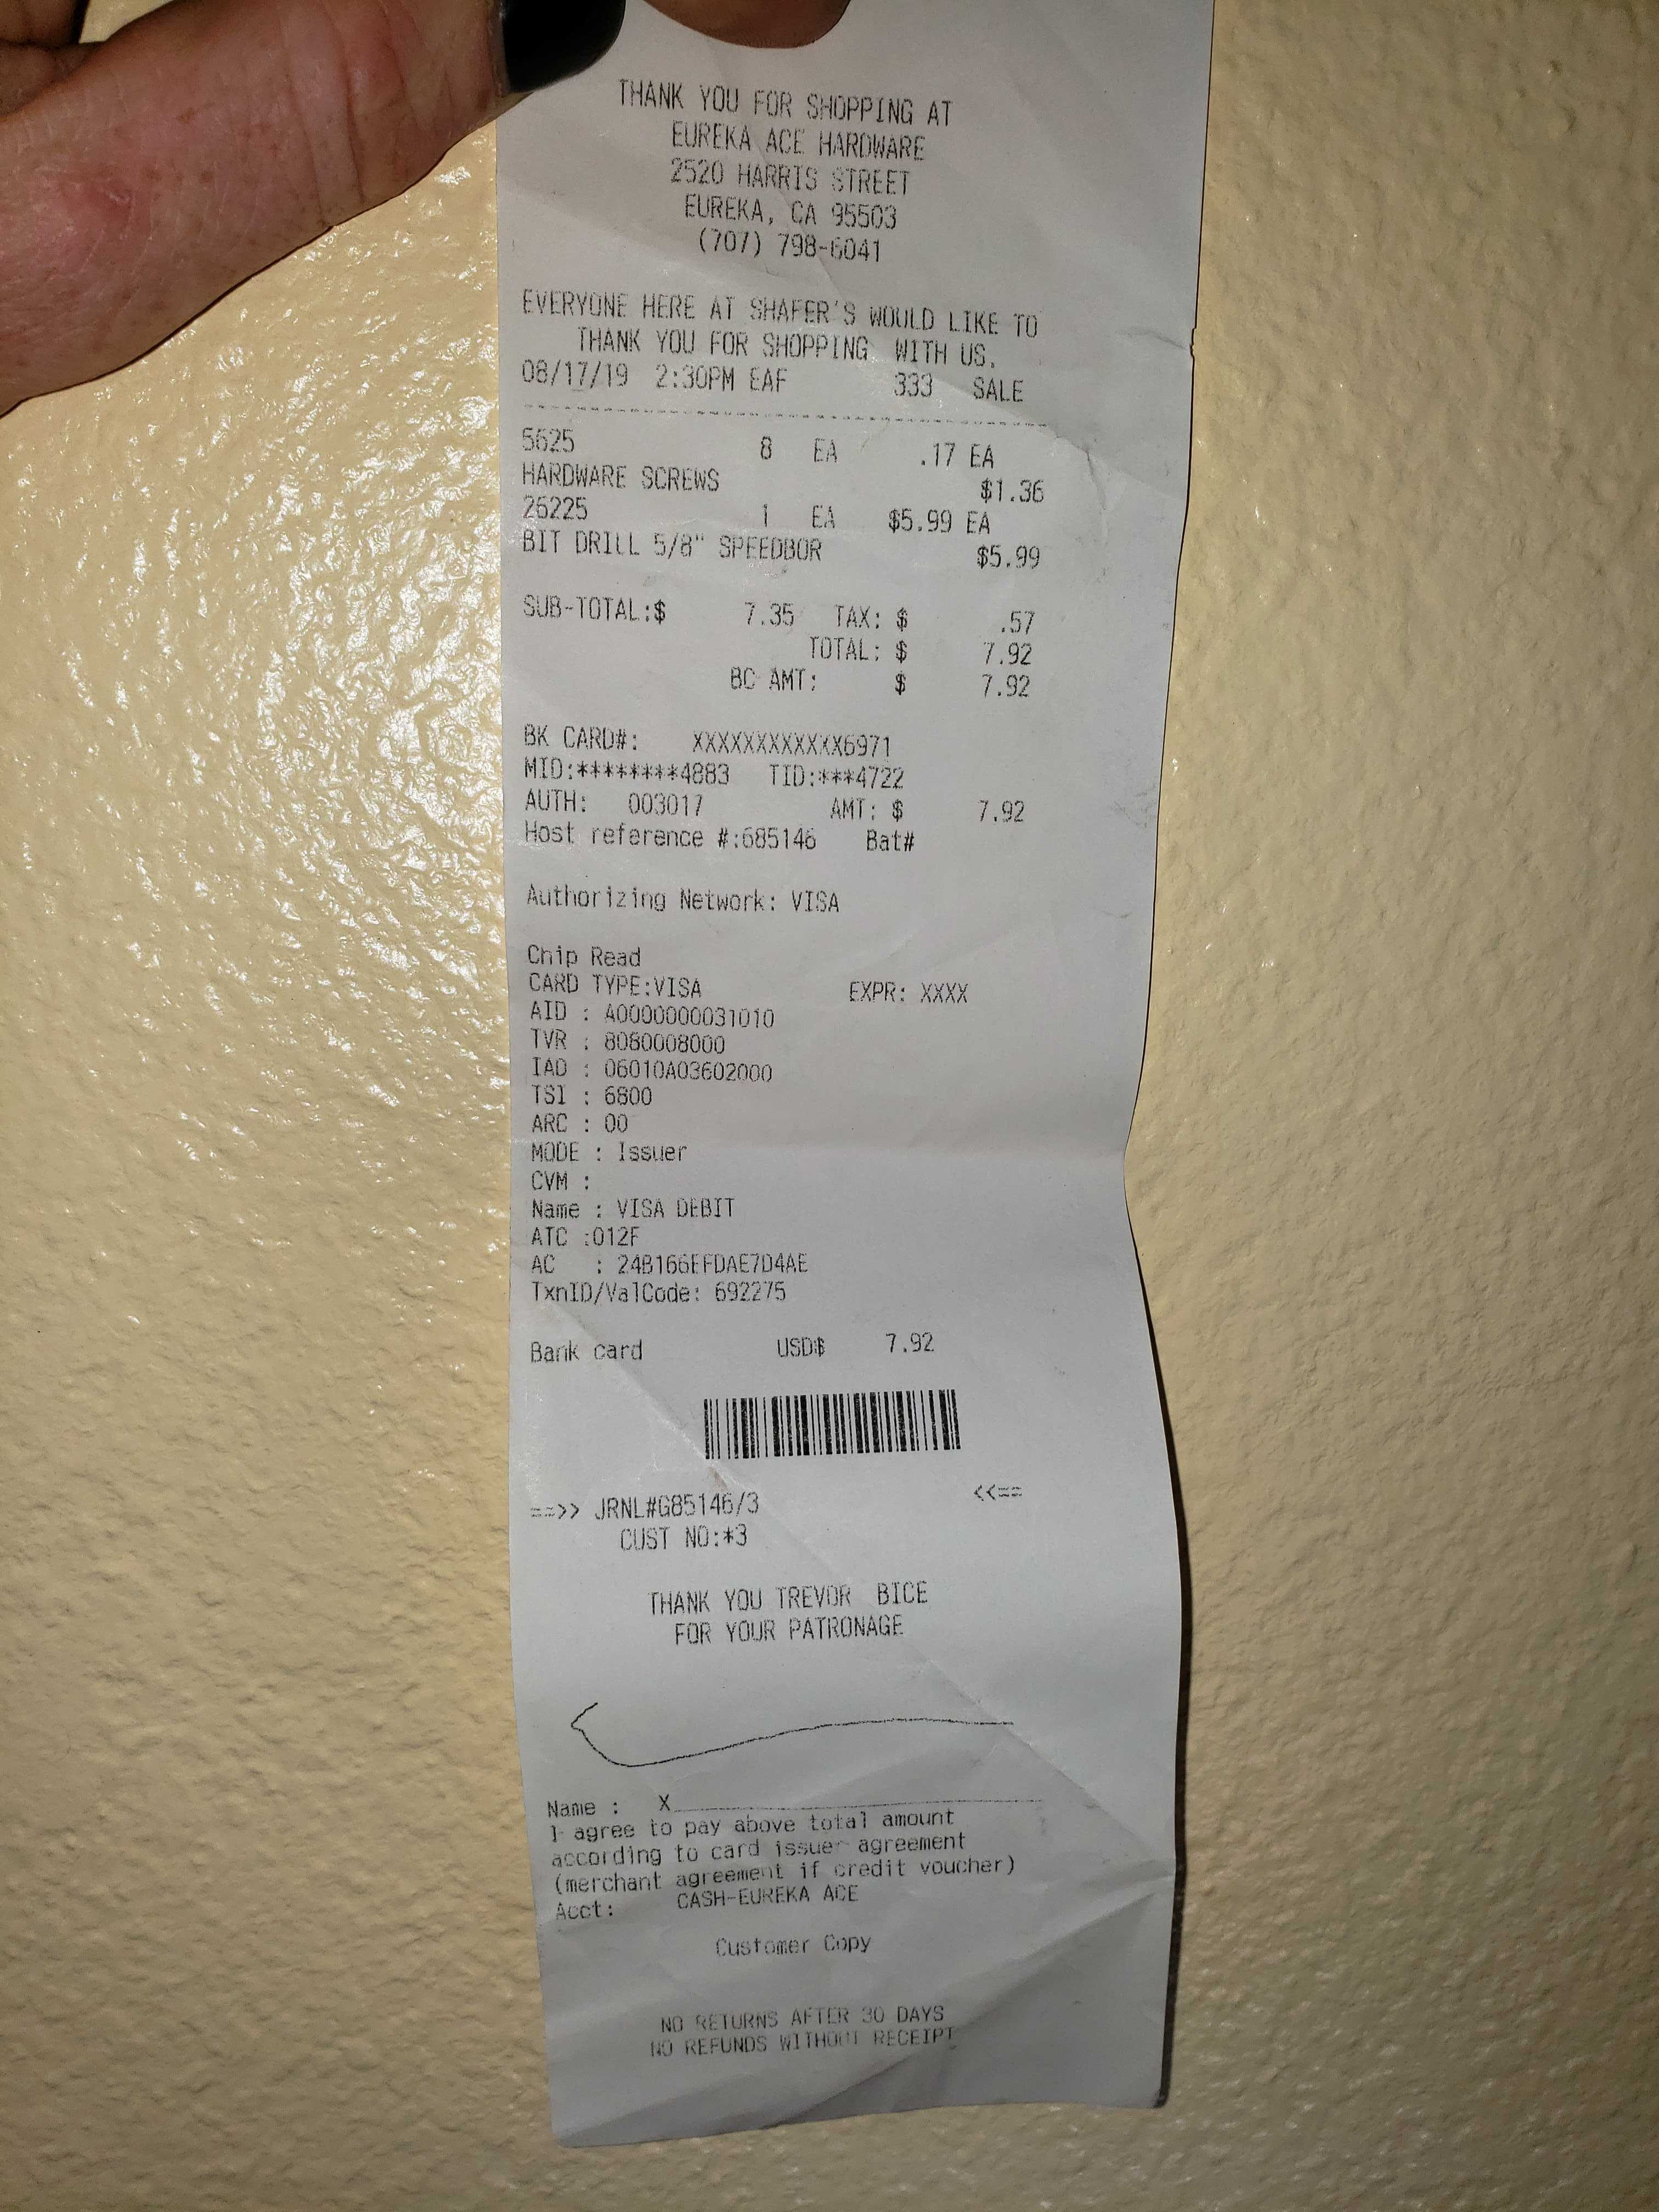 THANK YOU FOR SHOPPING AT
EUREKA ACE HARDWARE
2520 HARRIS STREET
EUREKA, CA 95503
(707) 798-6041
EVERYONE HERE AT SHAFER'S WOULD LIKE TO
THANK YOU FOR SHOPPING WITH US.
08/17/19 2:30PM EAF 333 SALE
5625 8 EA .17 EA
HARDWARE SCREWS $1.36
26225 1 EA $5.99 EA
BIT DRILL 5/8" SPEEDBOR $5.99
SUB-TOTAL:$ 7.35 TAX: $ .57
TOTAL: $ 7.92
BC AMT: $ 7.92
BK CARD#: XXXXXXXXXXXX6971
MID:********4883 TID:***4722
AUTH: 003017 AMT: $ 7.92
Host reference #:685146 Bat#
Authorizing Network: VISA
Chip Read
CARD TYPE:VISA EXPR: XXXX
AID : A0000000031010
TVR : 8080008000
IAD : 06010A03602000
TSI : 6800
ARC : 00
MODE : Issuer
CVM :
Name : VISA DEBIT
ATC :012F
AC : 24B166EFDAE7D4AE
TxnID/ValCode: 692275
Bank card USD$ 7.92
==>> JRNL#G85146/3 <<==
CUST NO:*3
THANK YOU TREVOR BICE
FOR YOUR PATRONAGE
Name : X
I agree to pay above total amount
according to card issuer agreement
(merchant agreement if credit voucher)
Acct: CASH-EUREKA ACE
Customer Copy
NO RETURNS AFTER 30 DAYS
NO REFUNDS WITHOUT RECEIPT